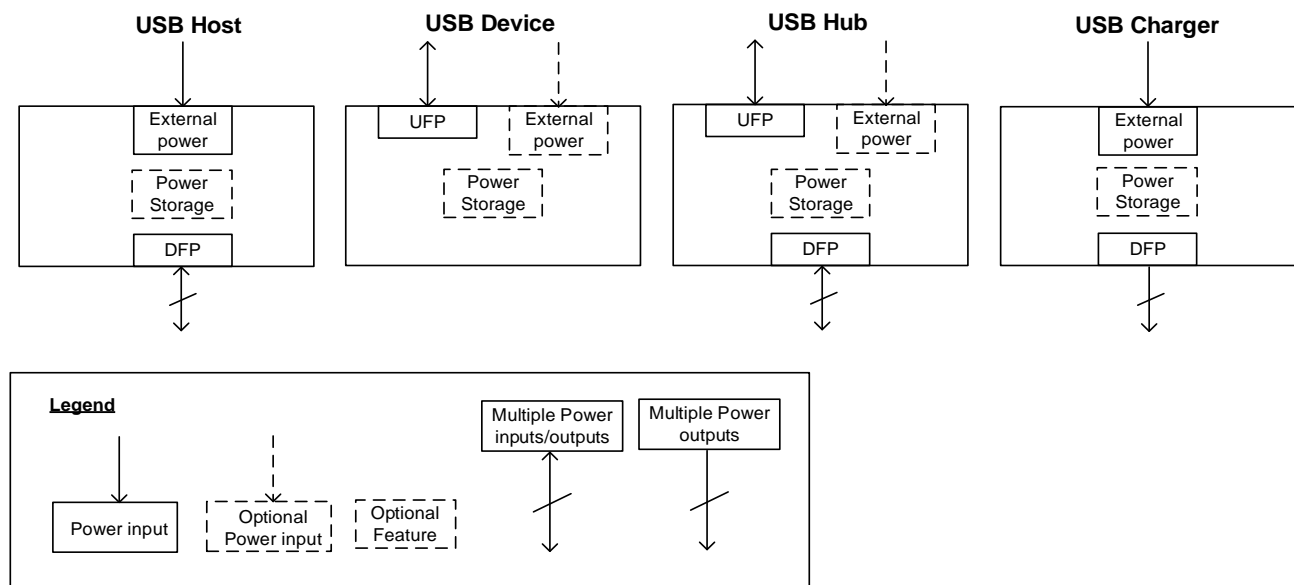 USB Host
USB Device
USB Hub
USB Charger
External
power
Power
Storage
DFP
UFP
External
power
Power
Storage
UFP
External
power
Power
Storage
DFP
External
power
Power
Storage
DFP
Legend
Power input
Optional
Power input
Optional
Feature
Multiple Power
inputs/outputs
Multiple Power
outputs